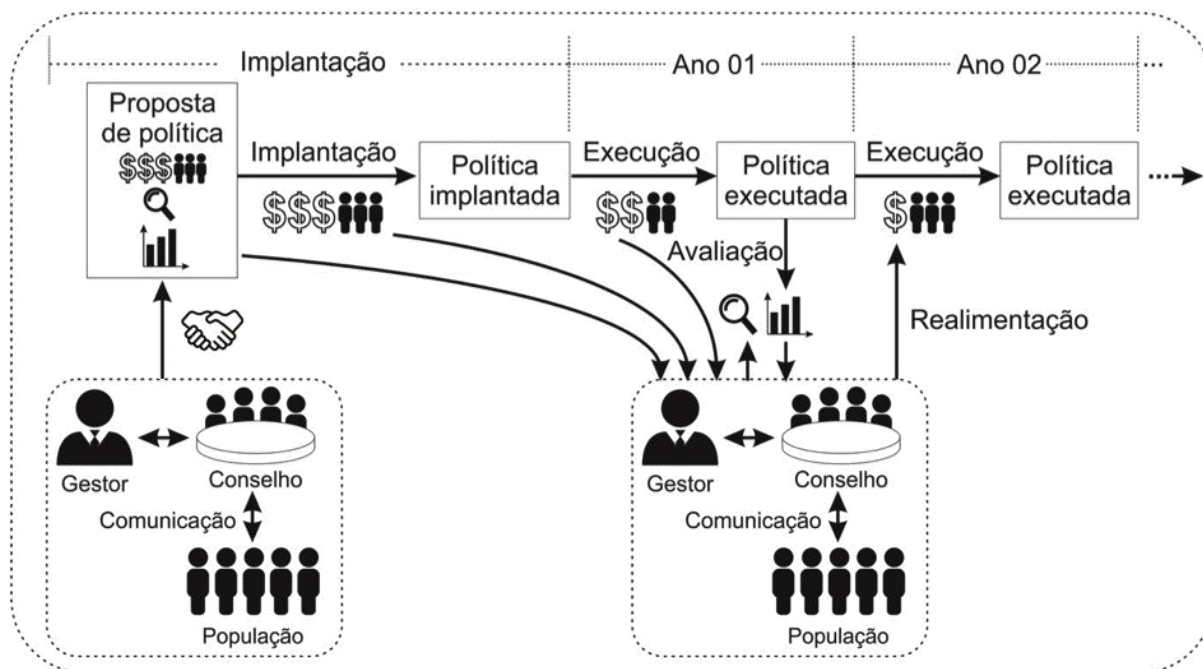 Implantação
Ano 01
Ano 02
...
Proposta
de política
$$$
Implantação
$$$
Política
implantada
Execução
$$
Política
executada
Execução
$
Política
executada
...
Avaliação
Realimentação
Gestor
Conselho
Comunicação
População
Gestor
Conselho
Comunicação
População